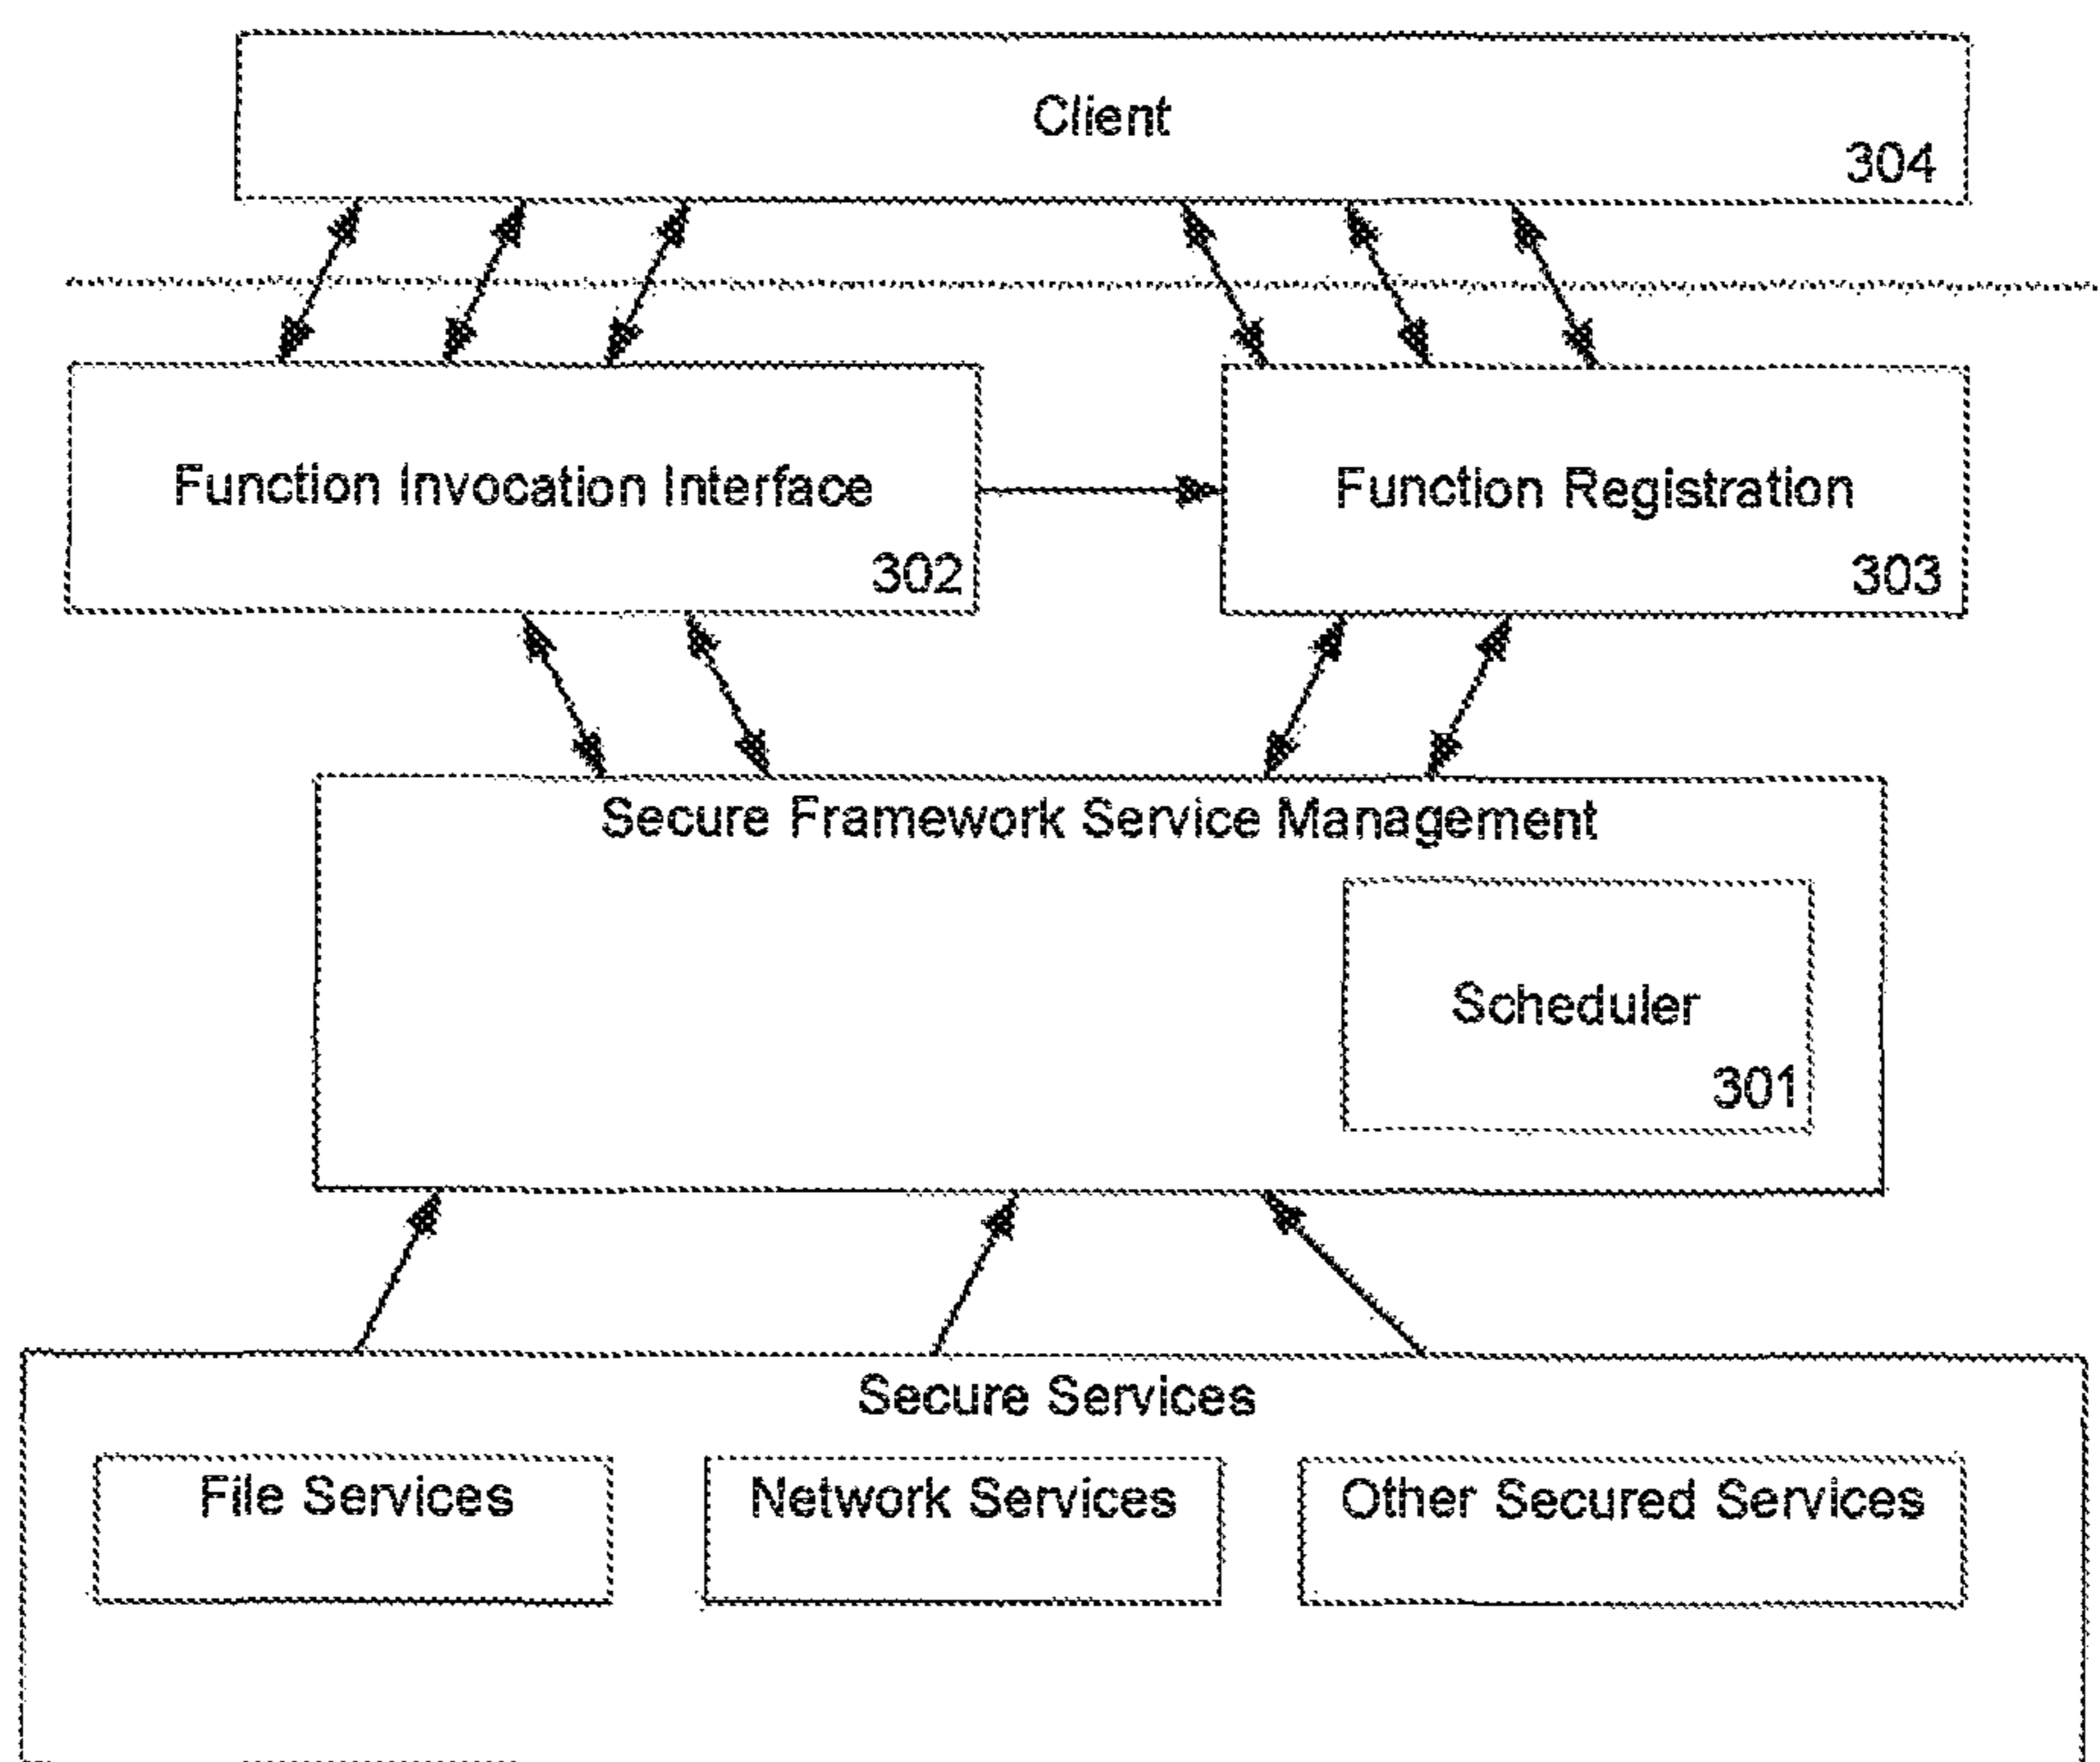 Client
304
Function Invocation Interface
302
Function Registration
303
Secure Framework Service Management
Scheduler
301
Secure Services
File Services
Network Services
Other Secured Services